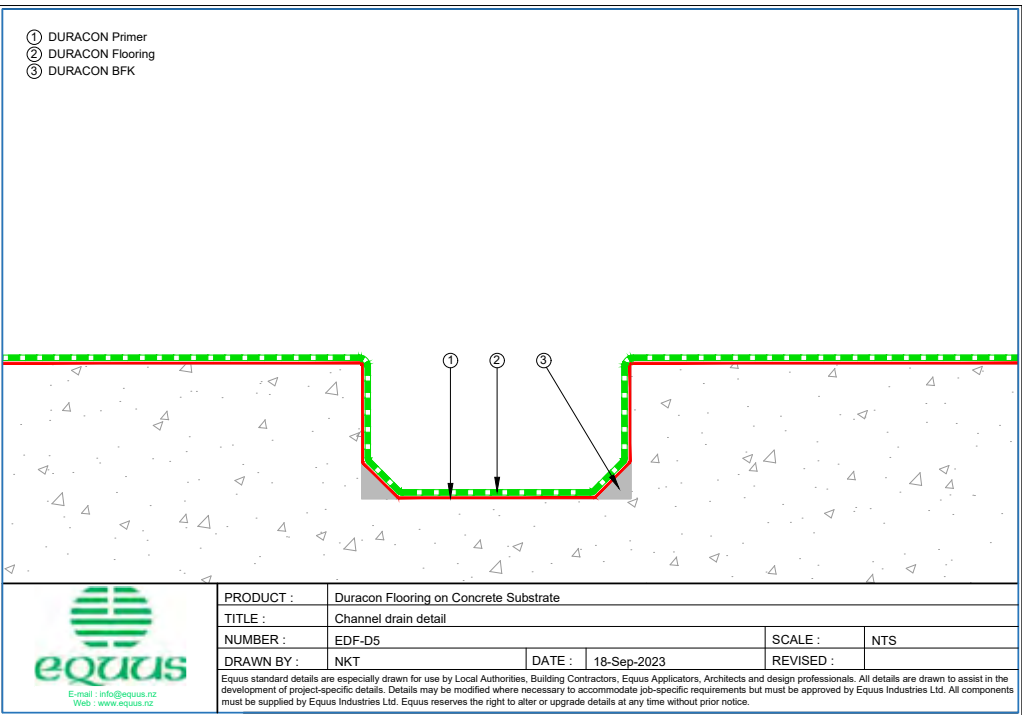 ① DURACON Primer
② DURACON Flooring
③ DURACON BFK
① ② ③
PRODUCT : Duracon Flooring on Concrete Substrate
TITLE : Channel drain detail
NUMBER : EDF-D5 SCALE : NTS
DRAWN BY : NKT DATE : 18-Sep-2023 REVISED :
equus
E-mail : info@equus.nz
Web : www.equus.nz
Equus standard details are especially drawn for use by Local Authorities, Building Contractors, Equus Applicators, Architects and design professionals. All details are drawn to assist in the
development of project-specific details. Details may be modified where necessary to accommodate job-specific requirements but must be approved by Equus Industries Ltd. All components
must be supplied by Equus Industries Ltd. Equus reserves the right to alter or upgrade details at any time without prior notice.